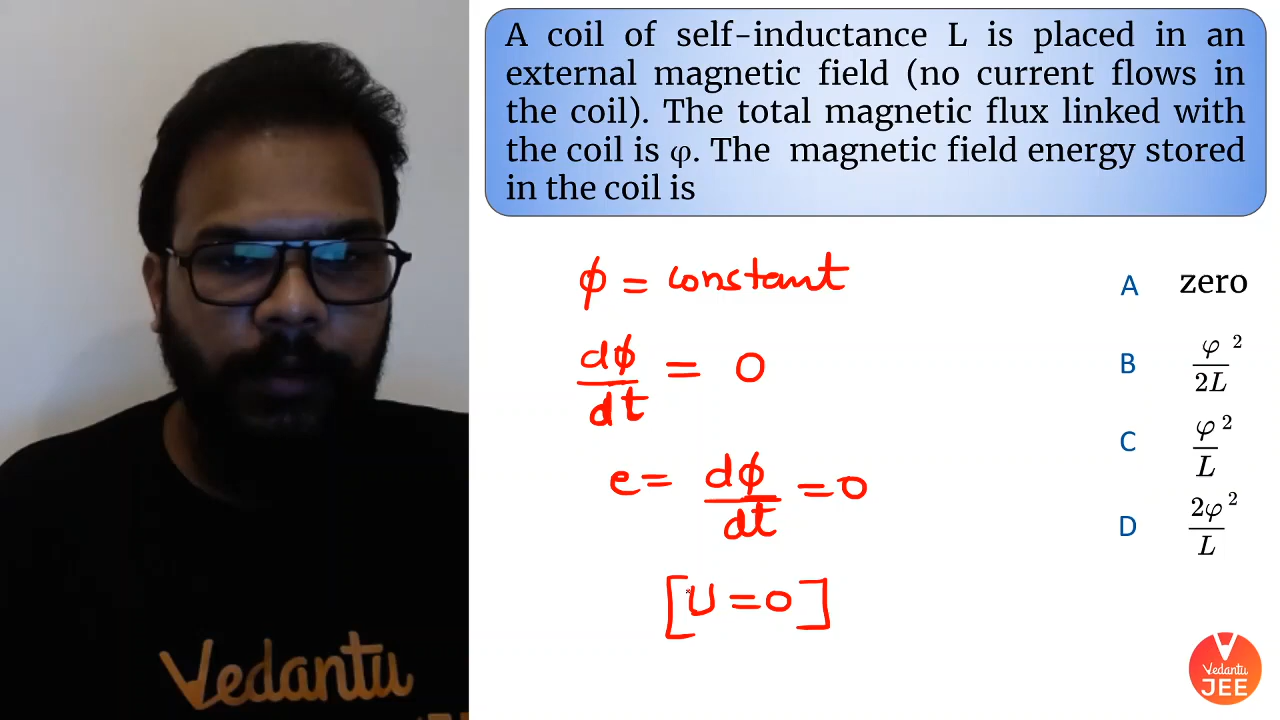 A coil of self-inductance L is placed in an
external magnetic field (no current flows in
the coil). The total magnetic flux linked with
the coil is φ. The magnetic field energy stored
in the coil is
ϕ = constant
dϕ/dt = 0
e = dϕ/dt = 0
[U = 0]
A zero
B φ²/2L
C φ²/L
D 2φ²/L
Vedantu
Vedantu
JEE